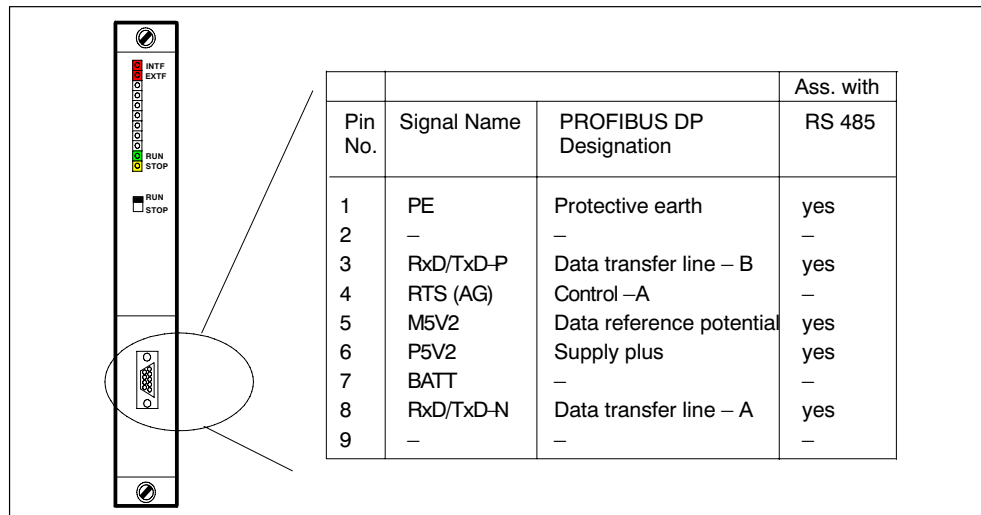 INTF
EXTF
RUN
STOP
RUN
STOP
Ass. with
Pin No. Signal Name PROFIBUS DP Designation RS 485
1 PE Protective earth yes
2 – – –
3 RxD/TxD-P Data transfer line – B yes
4 RTS (AG) Control –A –
5 M5V2 Data reference potential yes
6 P5V2 Supply plus yes
7 BATT – –
8 RxD/TxD-N Data transfer line – A yes
9 – – –